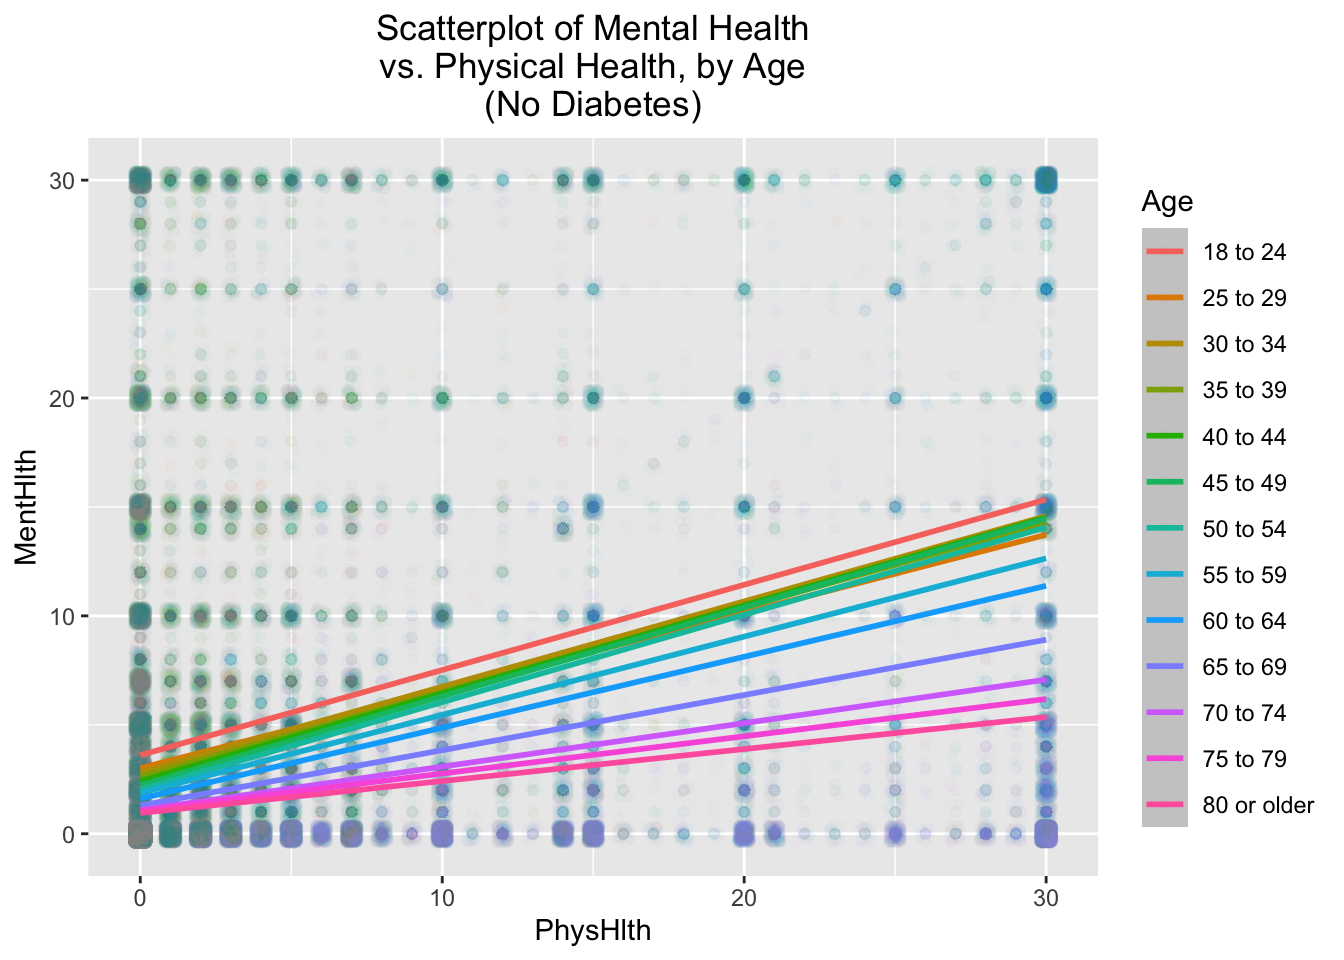 Scatterplot of Mental Health
vs. Physical Health, by Age
(No Diabetes)
30
20
10
0
MentHlth
0 10 20 30
PhysHlth
Age
18 to 24
25 to 29
30 to 34
35 to 39
40 to 44
45 to 49
50 to 54
55 to 59
60 to 64
65 to 69
70 to 74
75 to 79
80 or older